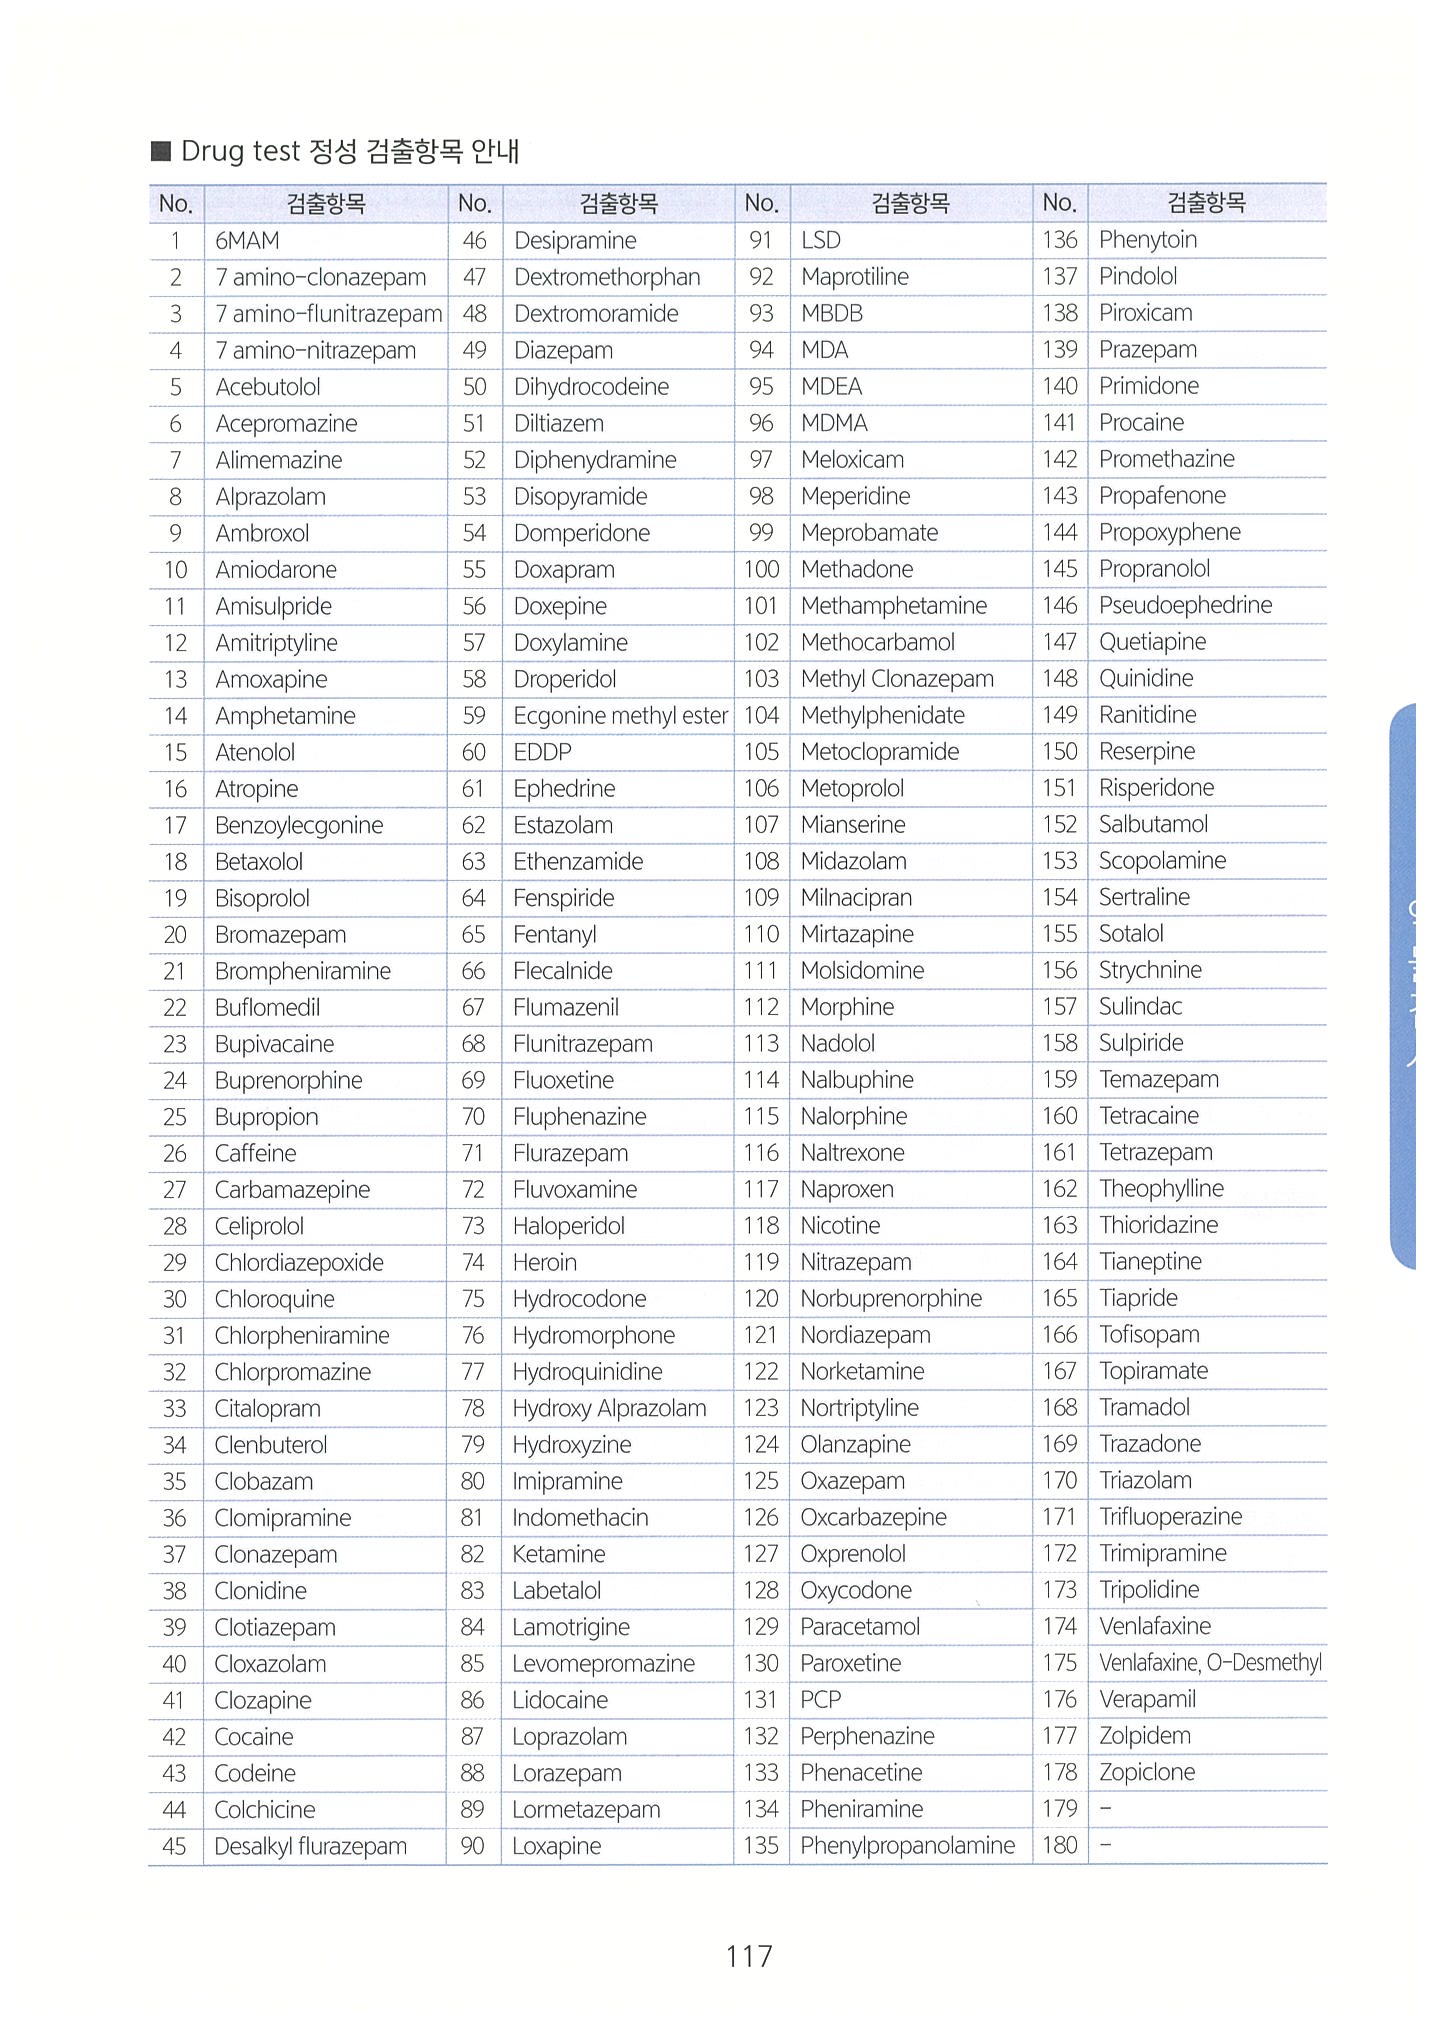 ■ Drug test 정성 검출항목 안내
No. 검출항목 No. 검출항목 No. 검출항목 No. 검출항목
1 6MAM 46 Desipramine 91 LSD 136 Phenytoin
2 7 amino-clonazepam 47 Dextromethorphan 92 Maprotiline 137 Pindolol
3 7 amino-flunitrazepam 48 Dextromoramide 93 MBDB 138 Piroxicam
4 7 amino-nitrazepam 49 Diazepam 94 MDA 139 Prazepam
5 Acebutolol 50 Dihydrocodeine 95 MDEA 140 Primidone
6 Acepromazine 51 Diltiazem 96 MDMA 141 Procaine
7 Alimemazine 52 Diphenydramine 97 Meloxicam 142 Promethazine
8 Alprazolam 53 Disopyramide 98 Meperidine 143 Propafenone
9 Ambroxol 54 Domperidone 99 Meprobamate 144 Propoxyphene
10 Amiodarone 55 Doxapram 100 Methadone 145 Propranolol
11 Amisulpride 56 Doxepine 101 Methamphetamine 146 Pseudoephedrine
12 Amitriptyline 57 Doxylamine 102 Methocarbamol 147 Quetiapine
13 Amoxapine 58 Droperidol 103 Methyl Clonazepam 148 Quinidine
14 Amphetamine 59 Ecgonine methyl ester 104 Methylphenidate 149 Ranitidine
15 Atenolol 60 EDDP 105 Metoclopramide 150 Reserpine
16 Atropine 61 Ephedrine 106 Metoprolol 151 Risperidone
17 Benzoylecgonine 62 Estazolam 107 Mianserine 152 Salbutamol
18 Betaxolol 63 Ethenzamide 108 Midazolam 153 Scopolamine
19 Bisoprolol 64 Fenspiride 109 Milnacipran 154 Sertraline
20 Bromazepam 65 Fentanyl 110 Mirtazapine 155 Sotalol
21 Brompheniramine 66 Flecalnide 111 Molsidomine 156 Strychnine
22 Buflomedil 67 Flumazenil 112 Morphine 157 Sulindac
23 Bupivacaine 68 Flunitrazepam 113 Nadolol 158 Sulpiride
24 Buprenorphine 69 Fluoxetine 114 Nalbuphine 159 Temazepam
25 Bupropion 70 Fluphenazine 115 Nalorphine 160 Tetracaine
26 Caffeine 71 Flurazepam 116 Naltrexone 161 Tetrazepam
27 Carbamazepine 72 Fluvoxamine 117 Naproxen 162 Theophylline
28 Celiprolol 73 Haloperidol 118 Nicotine 163 Thioridazine
29 Chlordiazepoxide 74 Heroin 119 Nitrazepam 164 Tianeptine
30 Chloroquine 75 Hydrocodone 120 Norbuprenorphine 165 Tiapride
31 Chlorpheniramine 76 Hydromorphone 121 Nordiazepam 166 Tofisopam
32 Chlorpromazine 77 Hydroquinidine 122 Norketamine 167 Topiramate
33 Citalopram 78 Hydroxy Alprazolam 123 Nortriptyline 168 Tramadol
34 Clenbuterol 79 Hydroxyzine 124 Olanzapine 169 Trazadone
35 Clobazam 80 Imipramine 125 Oxazepam 170 Triazolam
36 Clomipramine 81 Indomethacin 126 Oxcarbazepine 171 Trifluoperazine
37 Clonazepam 82 Ketamine 127 Oxprenolol 172 Trimipramine
38 Clonidine 83 Labetalol 128 Oxycodone 173 Tripolidine
39 Clotiazepam 84 Lamotrigine 129 Paracetamol 174 Venlafaxine
40 Cloxazolam 85 Levomepromazine 130 Paroxetine 175 Venlafaxine, O-Desmethyl
41 Clozapine 86 Lidocaine 131 PCP 176 Verapamil
42 Cocaine 87 Loprazolam 132 Perphenazine 177 Zolpidem
43 Codeine 88 Lorazepam 133 Phenacetine 178 Zopiclone
44 Colchicine 89 Lormetazepam 134 Pheniramine 179 -
45 Desalkyl flurazepam 90 Loxapine 135 Phenylpropanolamine 180 -
117